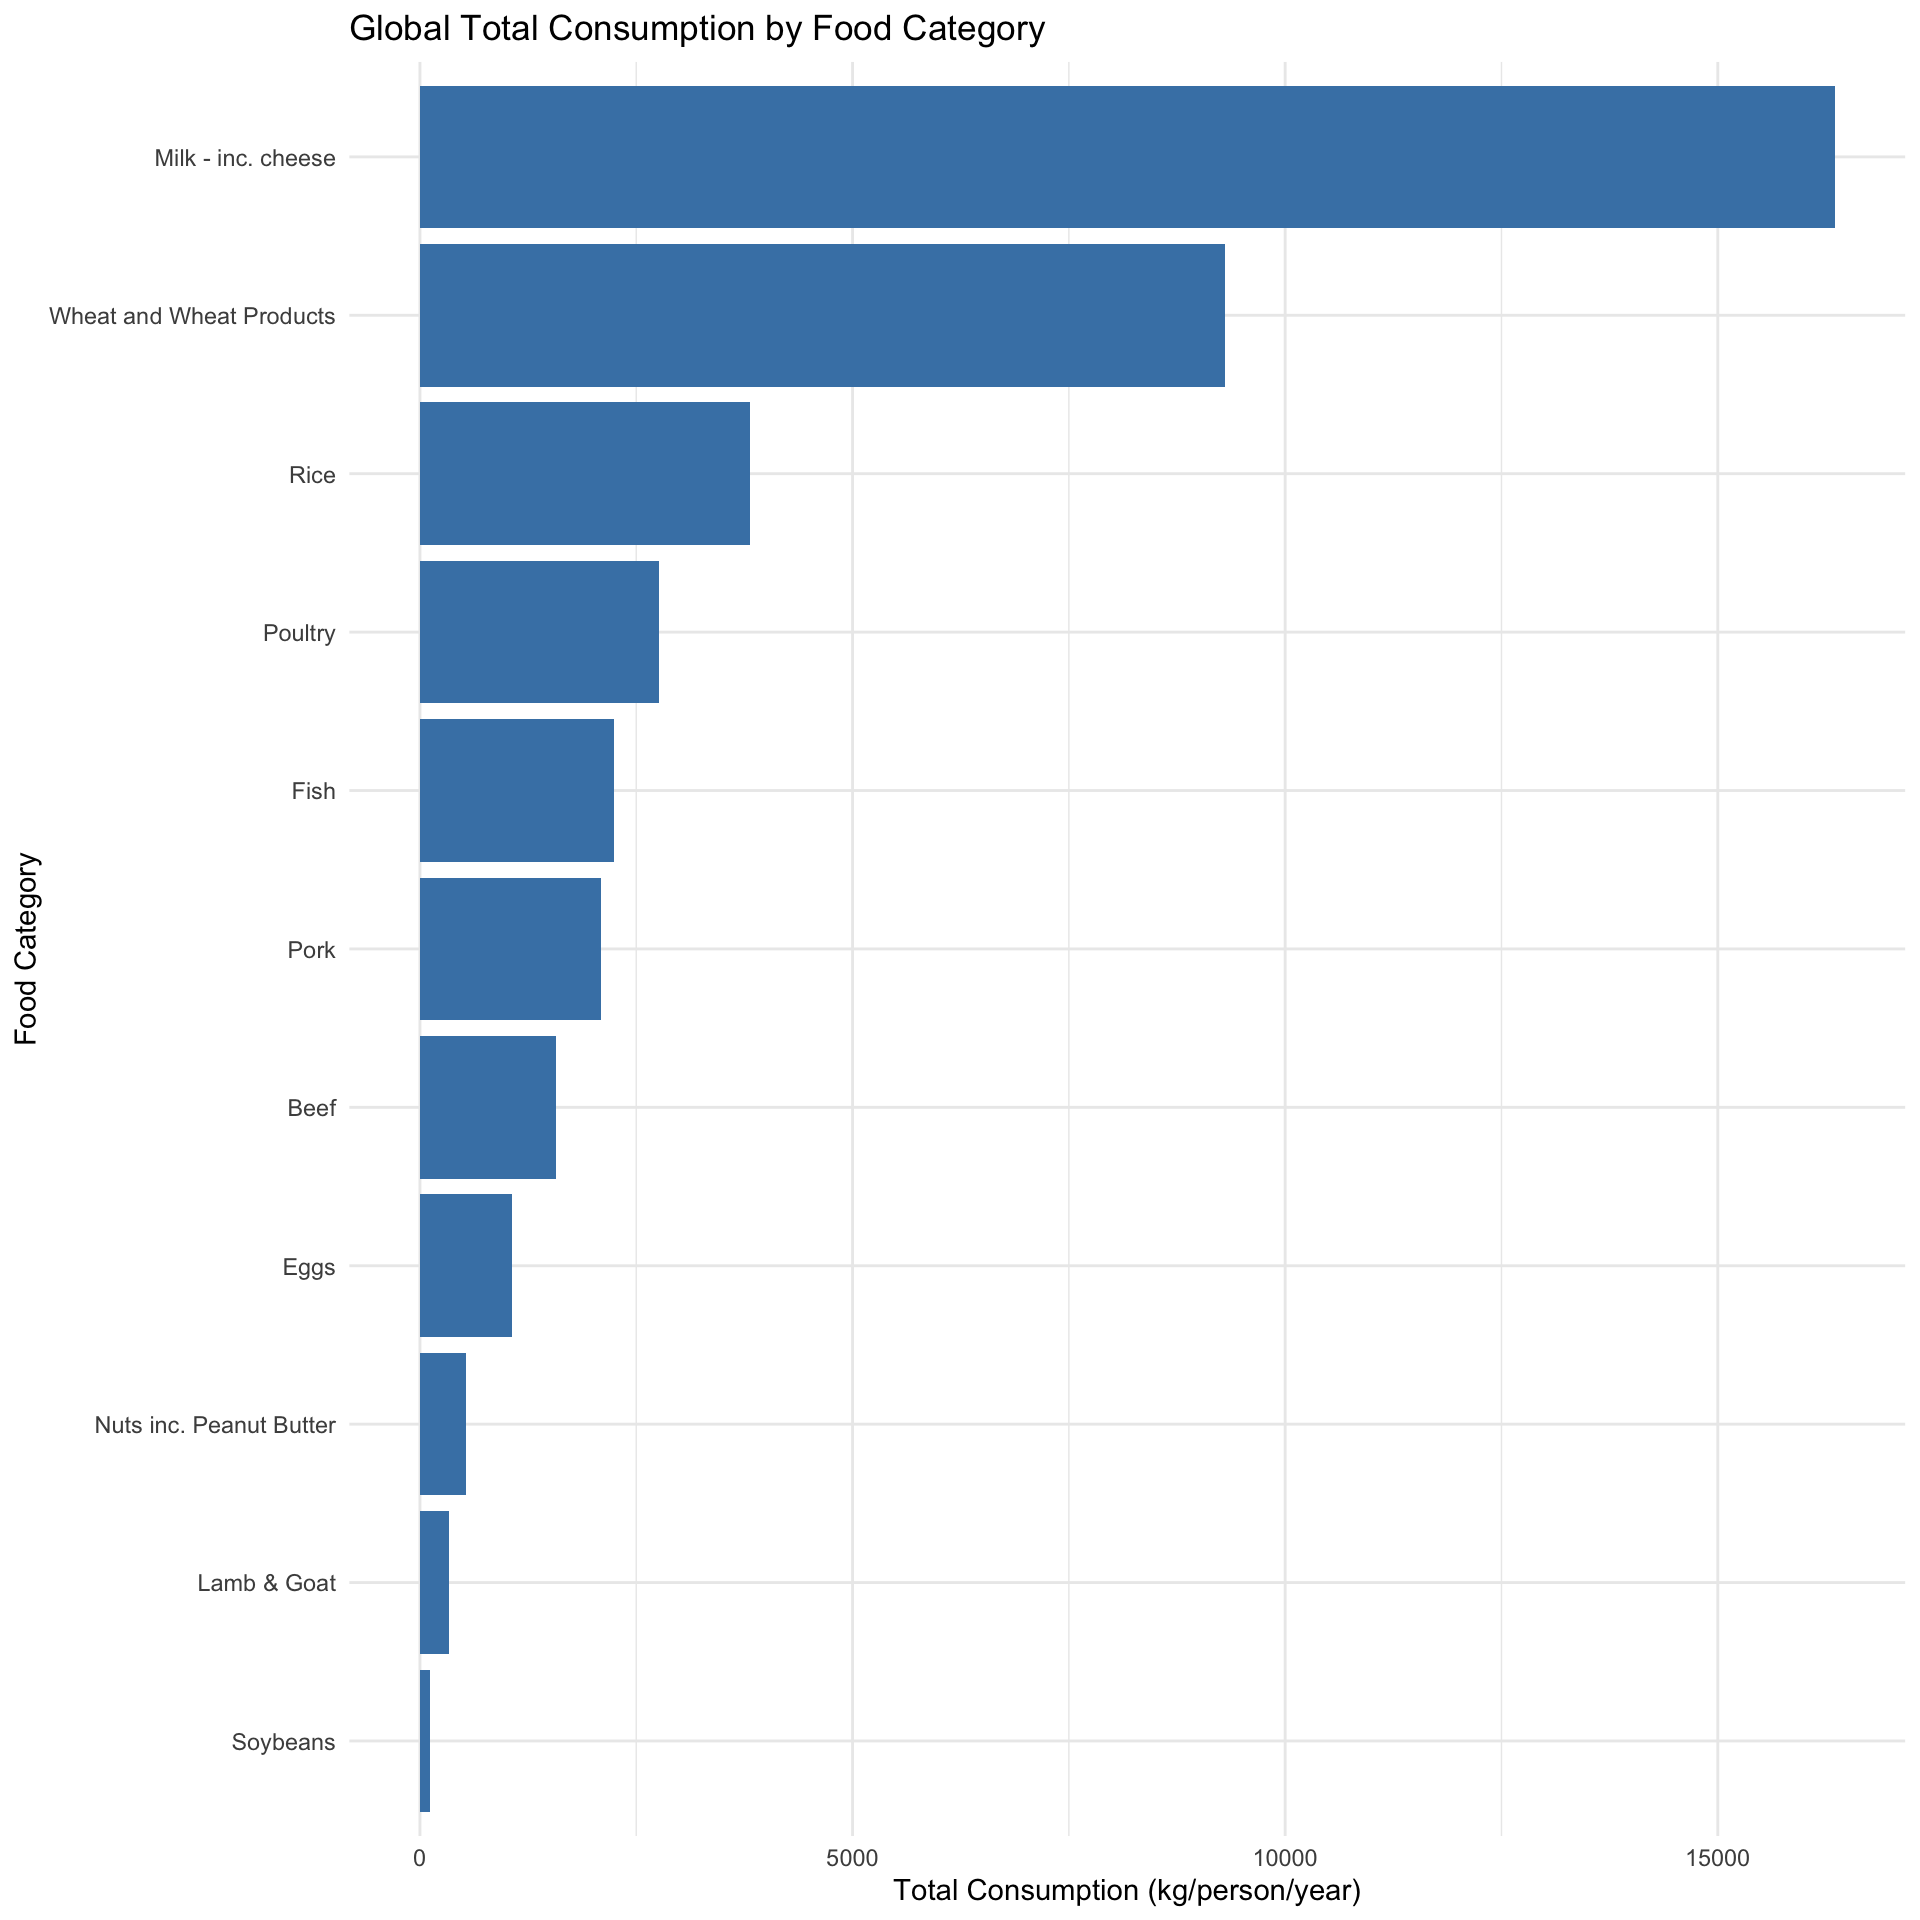 Global Total Consumption by Food Category
Food Category
Milk - inc. cheese
Wheat and Wheat Products
Rice
Poultry
Fish
Pork
Beef
Eggs
Nuts inc. Peanut Butter
Lamb & Goat
Soybeans
0 5000 10000 15000
Total Consumption (kg/person/year)